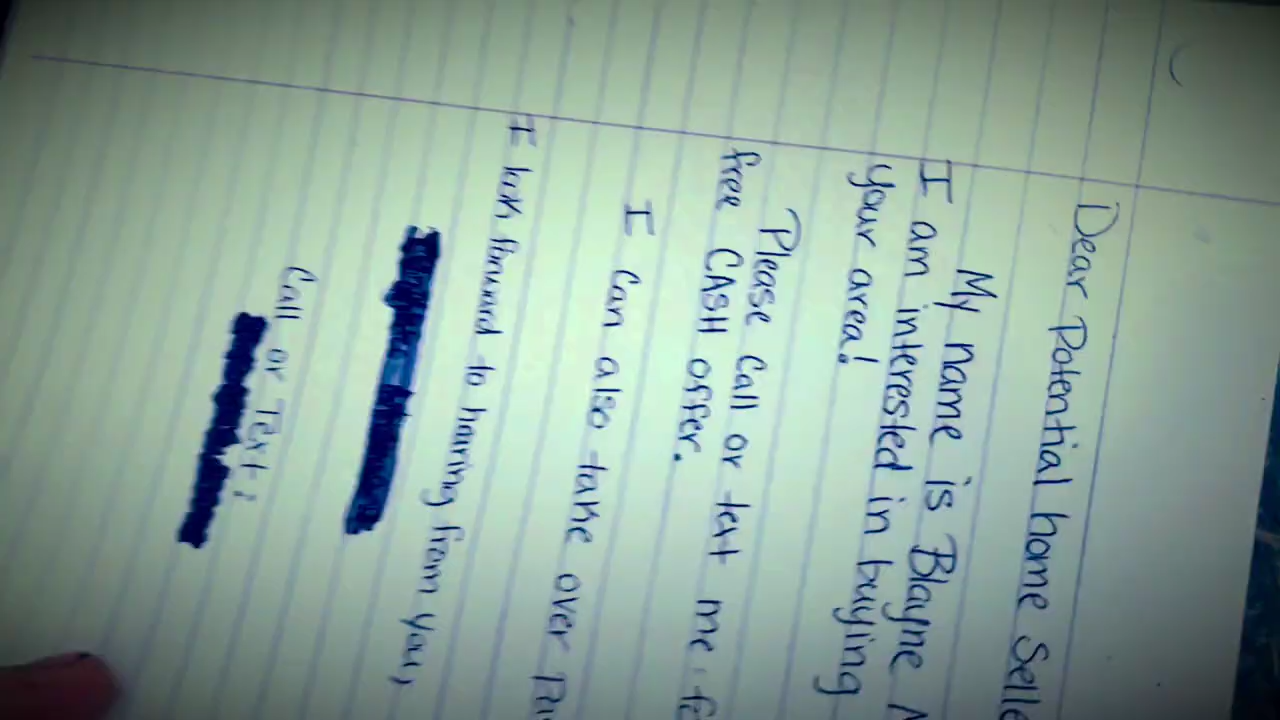 Dear Potential home Selle
My name is Blayne
I am interested in buying
your area!
Please Call or text me
free CASH offer.
I Can also take over
I look forward to haring from you,
Call or Text: